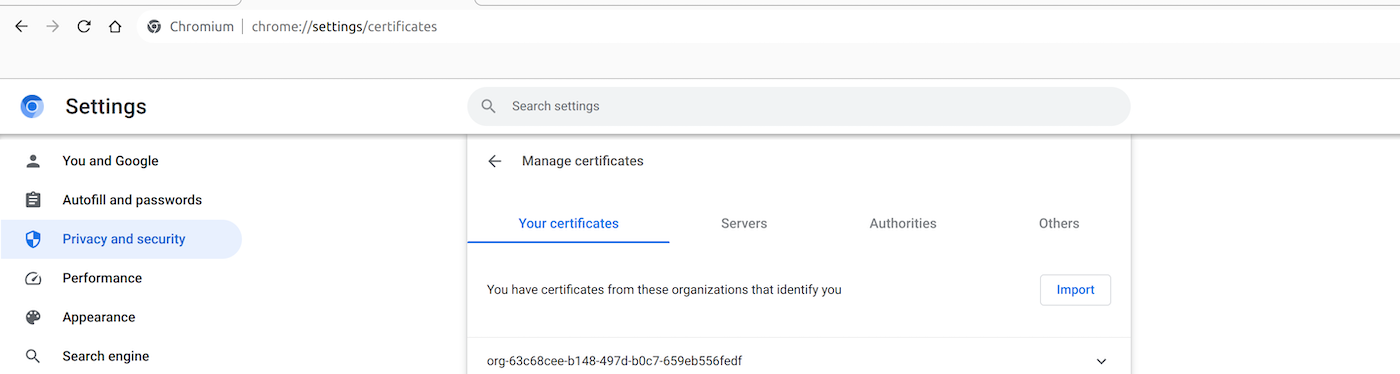 Chromium | chrome://settings/certificates
Settings
Search settings
You and Google
Autofill and passwords
Privacy and security
Performance
Appearance
Search engine
Manage certificates
Your certificates Servers Authorities Others
You have certificates from these organizations that identify you
Import
org-63c68cee-b148-497d-b0c7-659eb556fedf